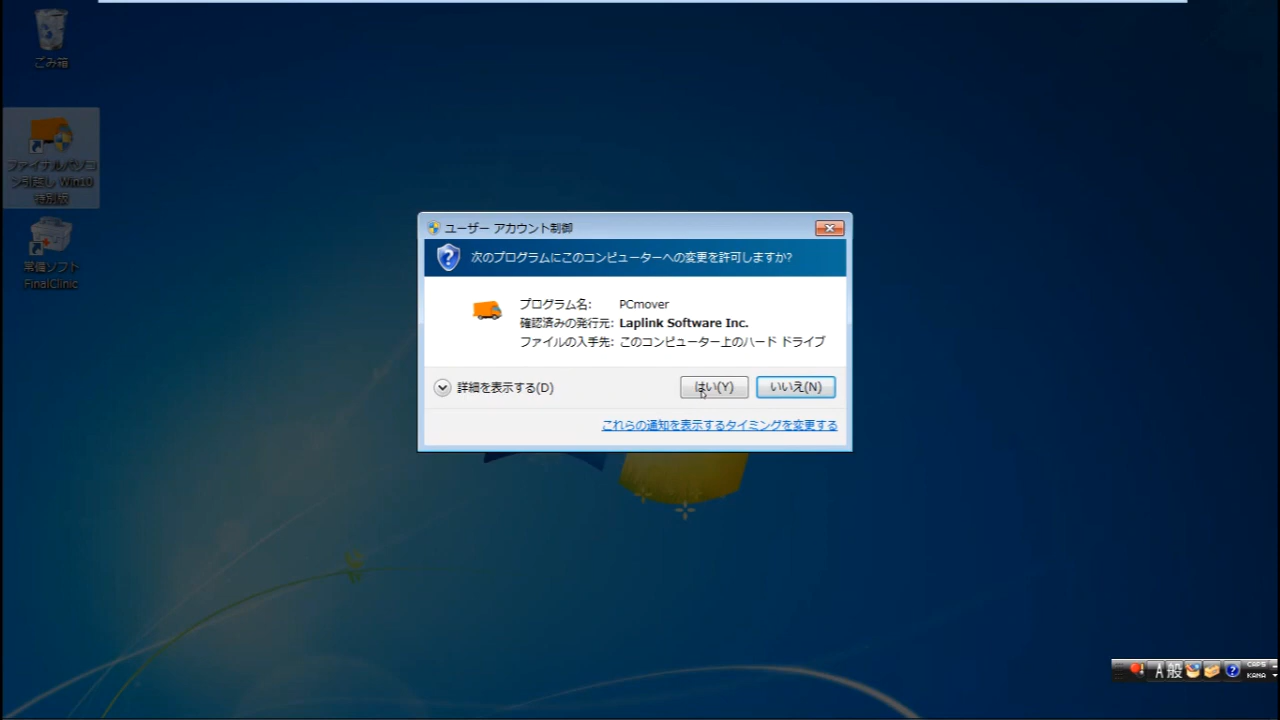 ごみ箱
ファイナルパソコ
ン引越し Win10
特別版
常備ソフト
FinalClinic
ユーザー アカウント制御
次のプログラムにこのコンピューターへの変更を許可しますか?
プログラム名: PCmover
確認済みの発行元: Laplink Software Inc.
ファイルの入手先: このコンピューター上のハード ドライブ
詳細を表示する(D)
はい(Y)
いいえ(N)
これらの通知を表示するタイミングを変更する
A 般
CAPS
KANA